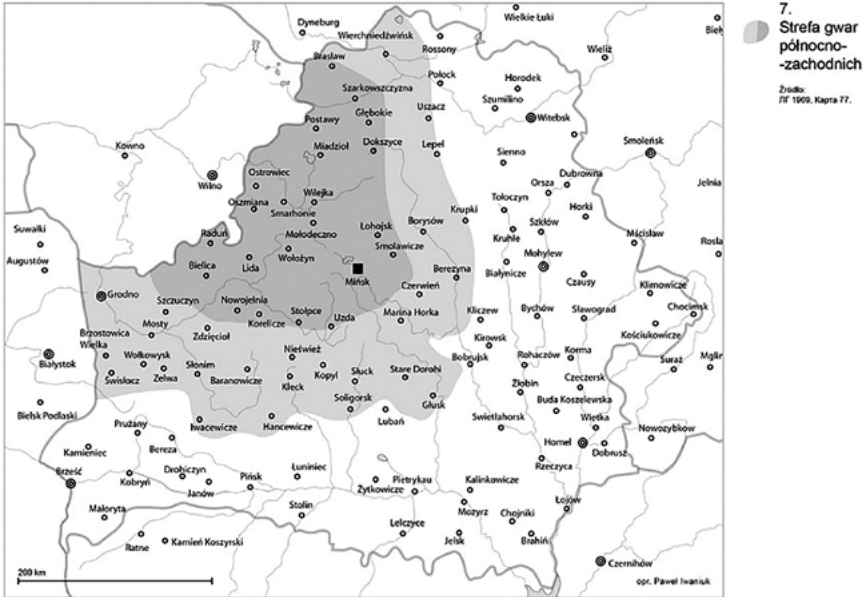 7.
Strefa gwar
północno-
-zachodnich
Źródło:
ЛГ 1969, Карта 77.
Dyneburg
Wierchniedźwińsk
Wielkie Łuki
Rossony
Brasław
Wieliż
Połock
Horodek
Szarkowszczyzna
Szumilino
Głębokie
Uszacz
Witebsk
Postawy
Kowno
Miadzioł
Dokszyce
Lepel
Sienno
Smoleńsk
Wilno
Ostrowiec
Dubrowna
Orsza
Jelnia
Oszmiana
Wilejka
Smarhonie
Tołoczyn
Horki
Krupki
Suwałki
Raduń
Mołodeczno
Łohojsk
Borysów
Kruhłe
Szkłów
Mścisław
Smolawicze
Augustów
Bielica
Lida
Wołożyn
Mińsk
Berezyna
Białynicze
Mohylew
Czausy
Klimowicze
Grodno
Szczuczyn
Nowojelnia
Czerwień
Chocimsk
Korelicze
Stołpce
Uzda
Marina Horka
Kliczew
Bychów
Sławograd
Mosty
Zdzięcioł
Kościukowicze
Brzostowica
Wielka
Kirowsk
Białystok
Wołkowysk
Nieśwież
Bobrujsk
Rohaczów
Korma
Suraż
Świsłocz
Zelwa
Słonim
Baranowicze
Kleck
Kopyl
Słuck
Stare Dorohi
Żłobin
Czeczersk
Bielsk Podlaski
Soligorsk
Głusk
Buda Koszelewska
Iwacewicze
Hancewicze
Lubań
Swietłahorsk
Wietka
Nowozybkow
Prużany
Homel
Dobrusz
Kamieniec
Bereza
Rzeczyca
Brześć
Kobryń
Drohiczyn
Janów
Pińsk
Łuniniec
Żytkowicze
Pietrykau
Kalinkowicze
Mozyrz
Chojniki
Łojów
Małoryta
Stolin
Lelczyce
Jelsk
Brahiń
Ratne
Kamień Koszyrski
Czernihów
200 km
opr. Paweł Iwaniuk